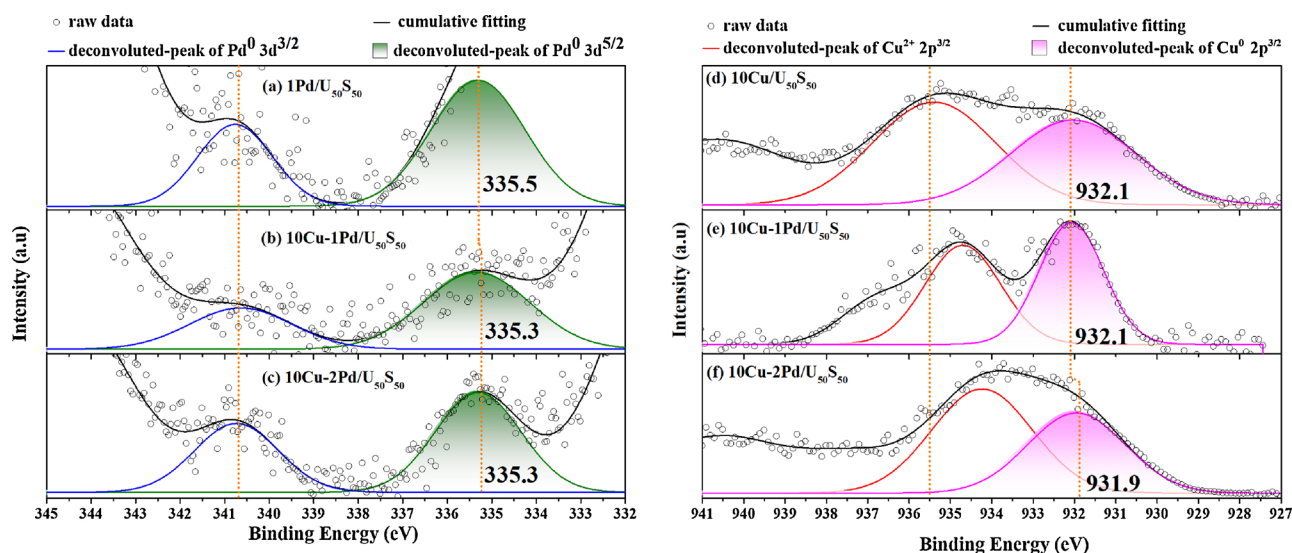 raw data
cumulative fitting
deconvoluted-peak of Pd⁰ 3d³/²
deconvoluted-peak of Pd⁰ 3d⁵/²
(a) 1Pd/U₅₀S₅₀
335.5
(b) 10Cu-1Pd/U₅₀S₅₀
335.3
(c) 10Cu-2Pd/U₅₀S₅₀
335.3
Intensity (a.u)
345 344 343 342 341 340 339 338 337 336 335 334 333 332
Binding Energy (eV)
raw data
cumulative fitting
deconvoluted-peak of Cu²⁺ 2p³/²
deconvoluted-peak of Cu⁰ 2p³/²
(d) 10Cu/U₅₀S₅₀
932.1
(e) 10Cu-1Pd/U₅₀S₅₀
932.1
(f) 10Cu-2Pd/U₅₀S₅₀
931.9
Intensity (a.u)
941 940 939 938 937 936 935 934 933 932 931 930 929 928 927
Binding Energy (eV)